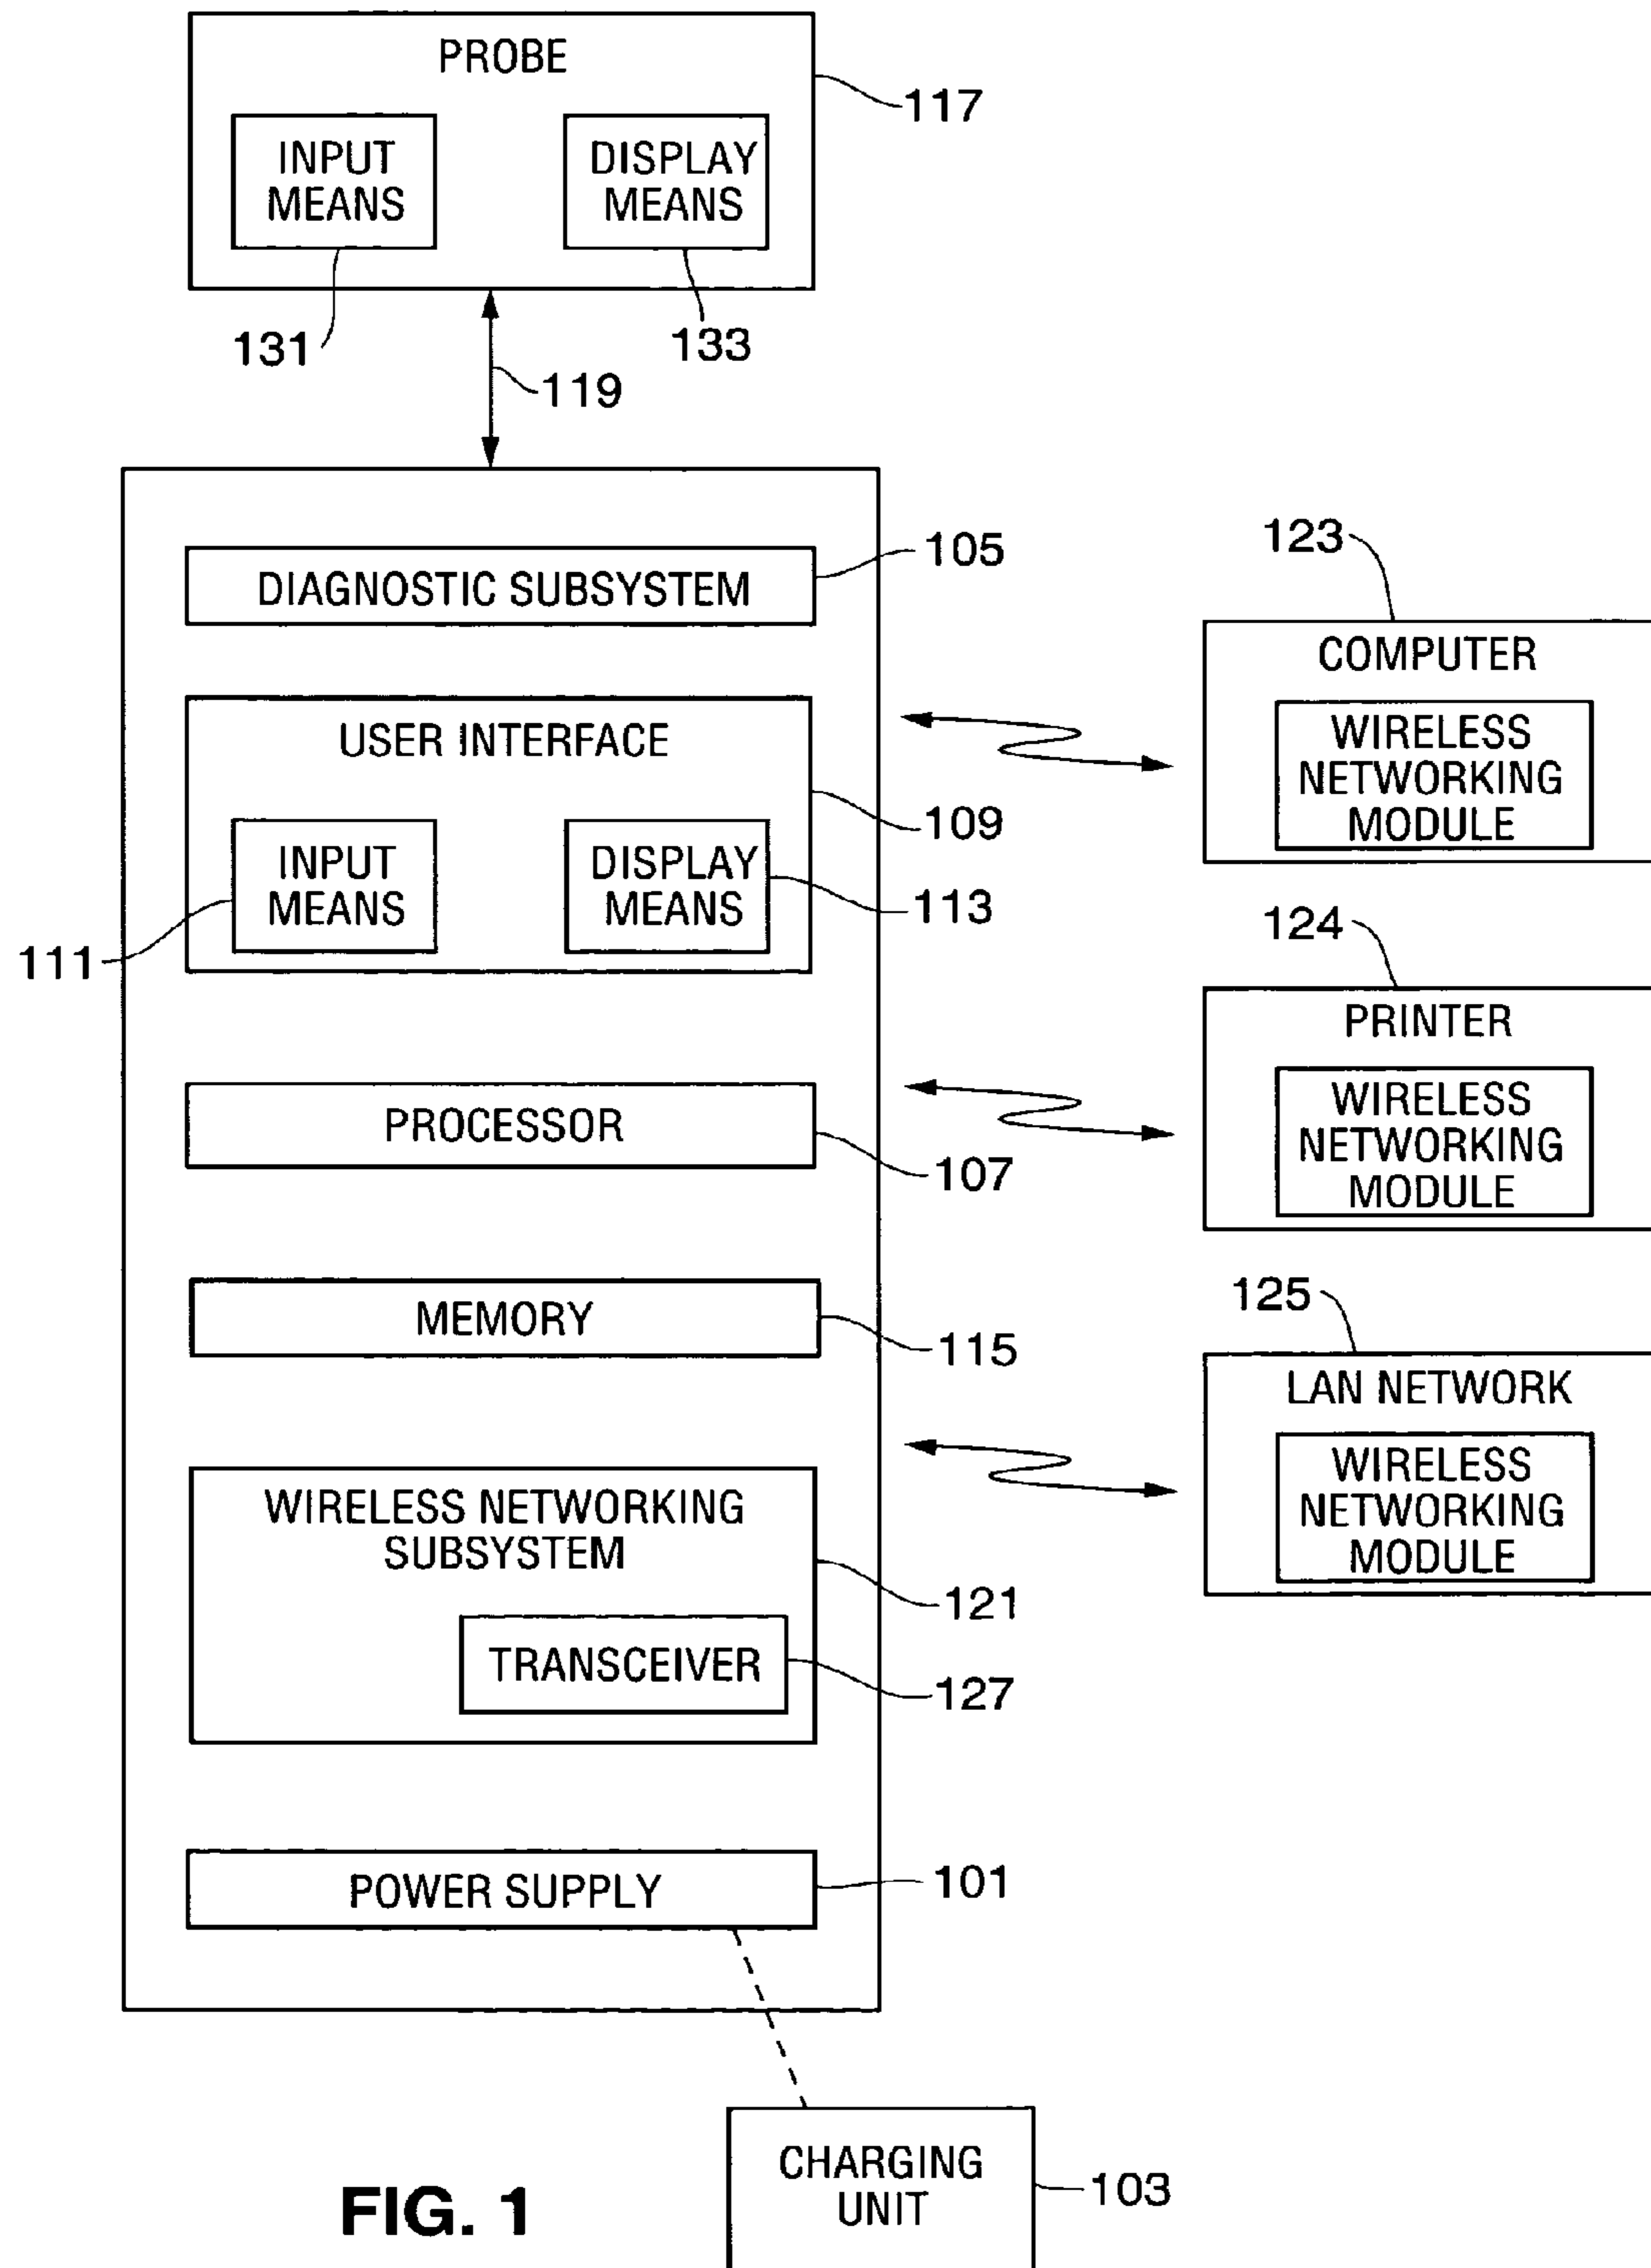 PROBE
117
INPUT
MEANS
DISPLAY
MEANS
131
133
119
105
DIAGNOSTIC SUBSYSTEM
USER INTERFACE
109
INPUT
MEANS
DISPLAY
MEANS
111
113
PROCESSOR
107
MEMORY
115
WIRELESS NETWORKING
SUBSYSTEM
121
TRANSCEIVER
127
POWER SUPPLY
101
123
COMPUTER
WIRELESS
NETWORKING
MODULE
124
PRINTER
WIRELESS
NETWORKING
MODULE
125
LAN NETWORK
WIRELESS
NETWORKING
MODULE
CHARGING
UNIT
103
FIG. 1